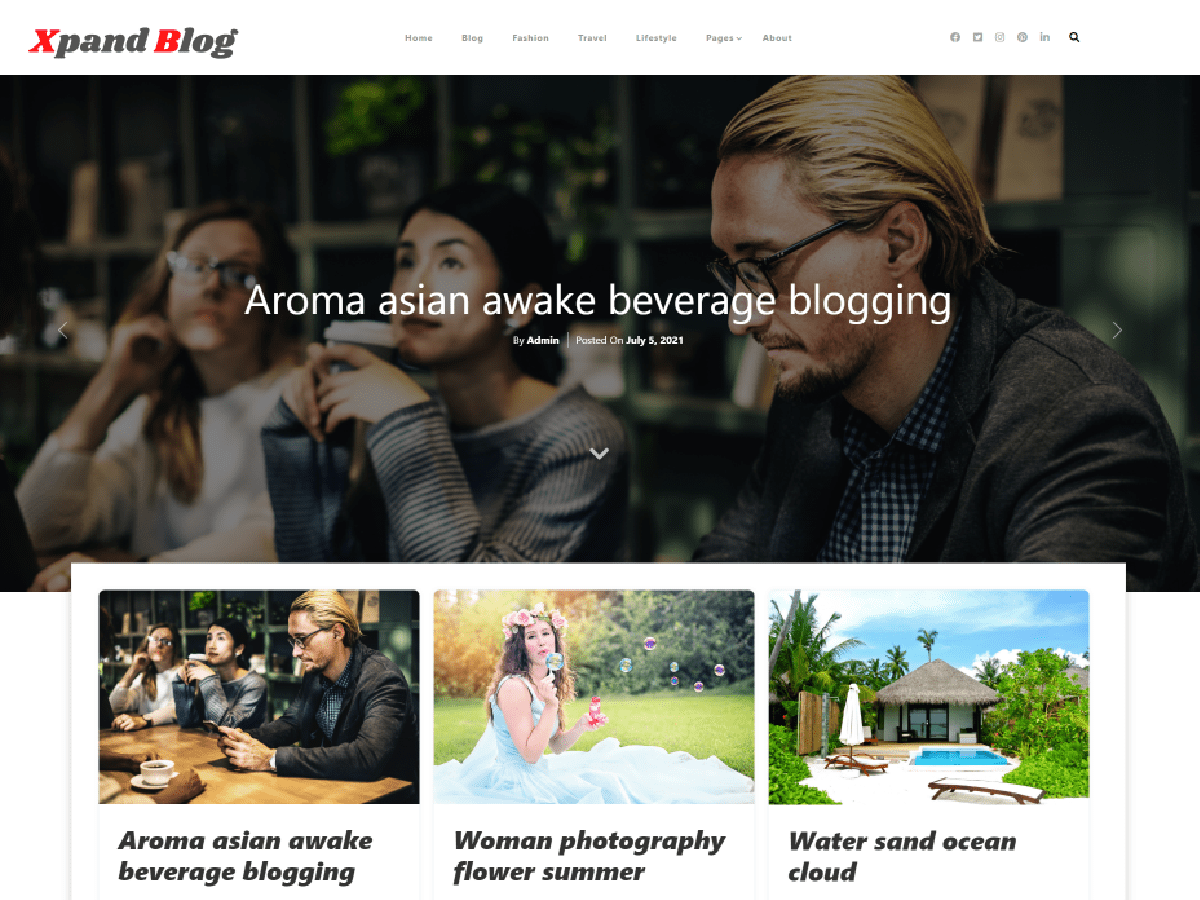 Xpand Blog
Home Blog Fashion Travel Lifestyle Pages About
Aroma asian awake beverage blogging
By Admin Posted On July 5, 2021
Aroma asian awake
beverage blogging
Woman photography
flower summer
Water sand ocean
cloud